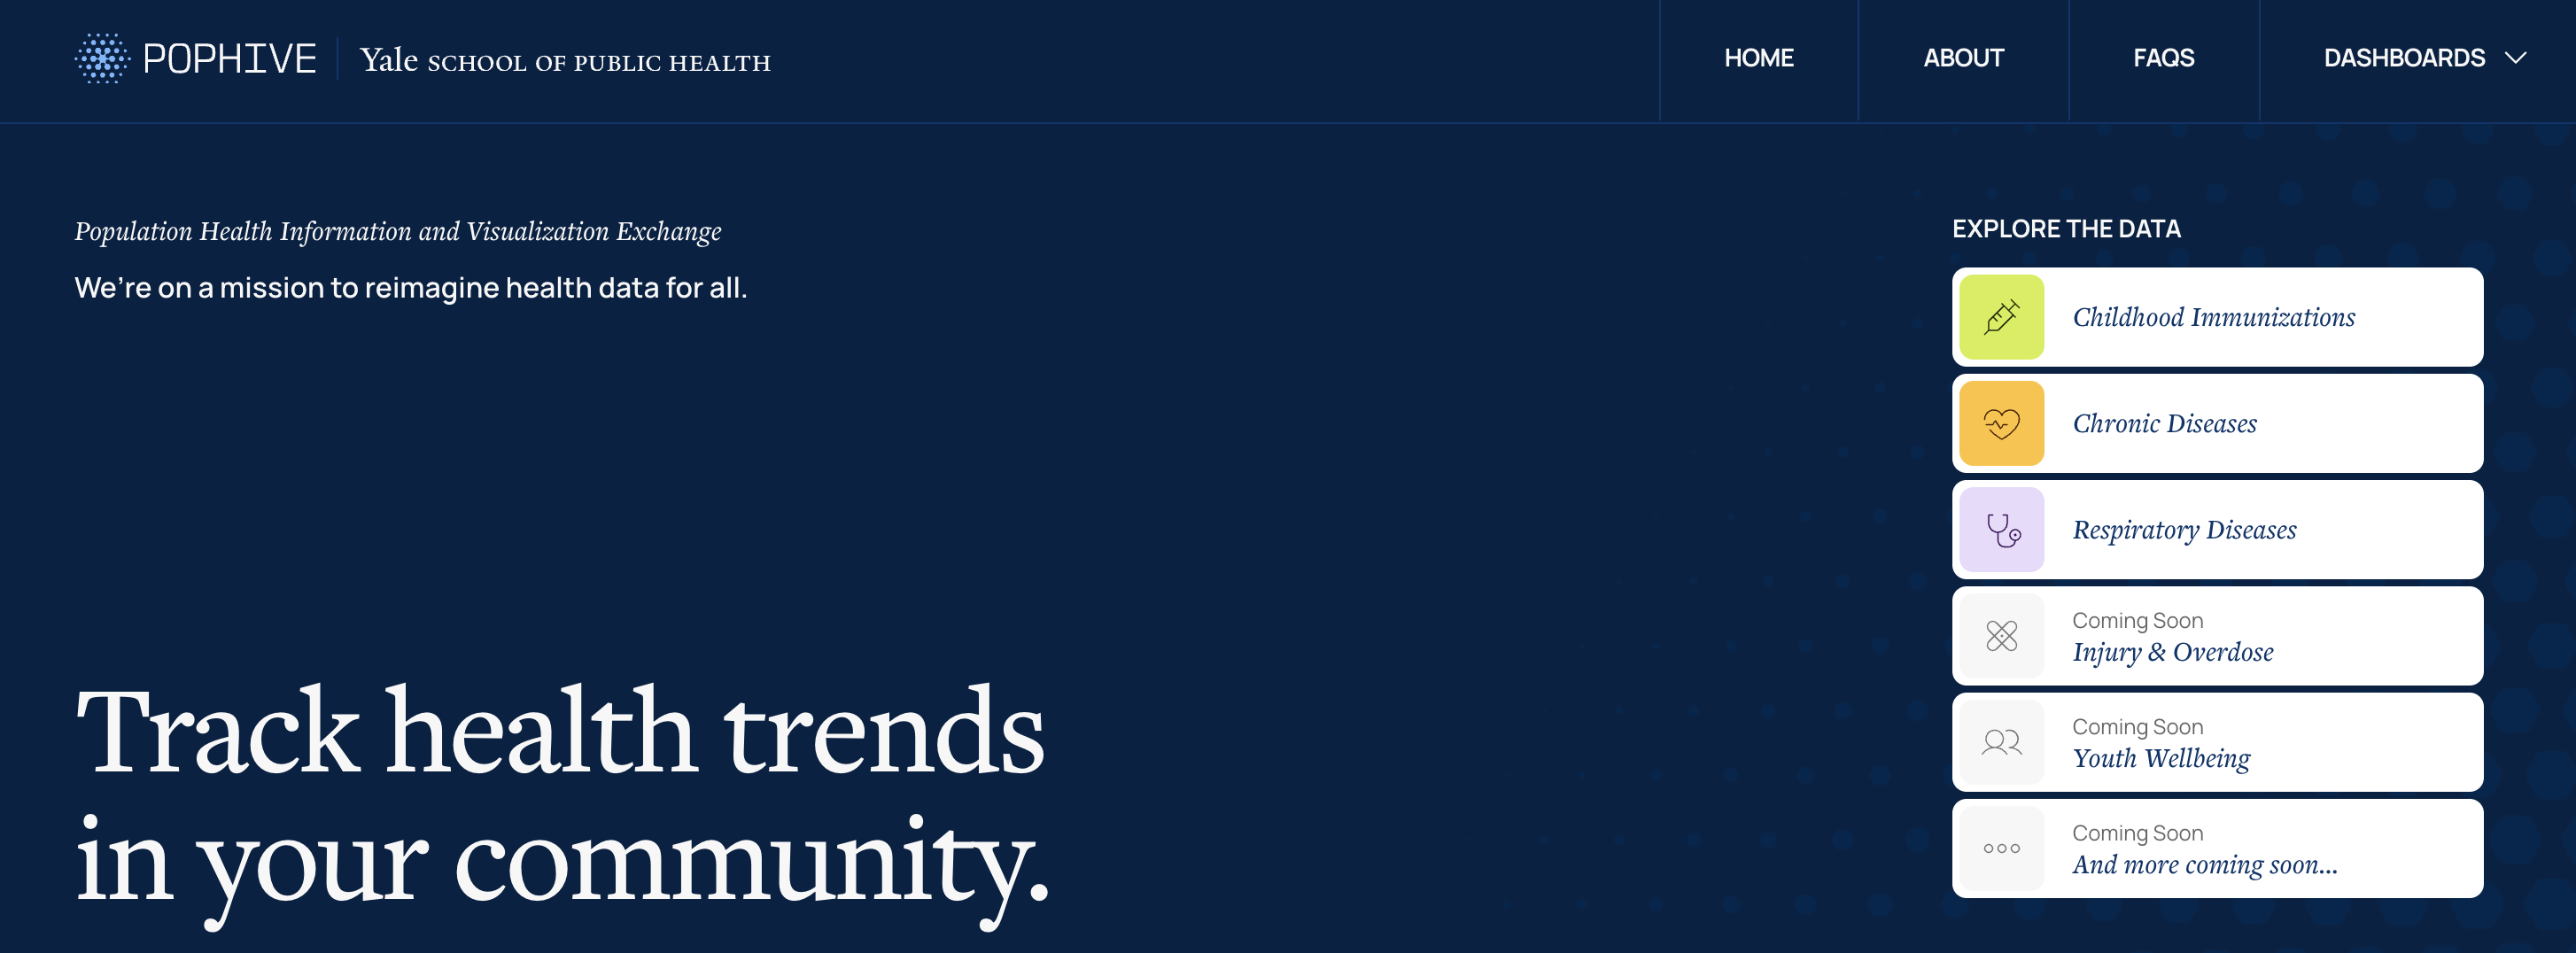 POPHIVE
Yale SCHOOL OF PUBLIC HEALTH
HOME
ABOUT
FAQS
DASHBOARDS
Population Health Information and Visualization Exchange
We’re on a mission to reimagine health data for all.
Track health trends
in your community.
EXPLORE THE DATA
Childhood Immunizations
Chronic Diseases
Respiratory Diseases
Coming Soon
Injury & Overdose
Coming Soon
Youth Wellbeing
Coming Soon
And more coming soon...